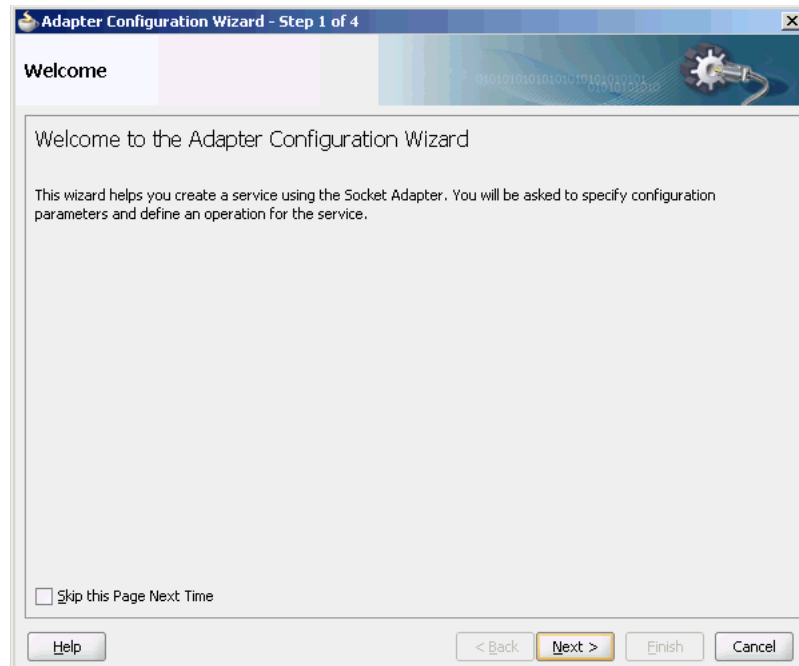 Adapter Configuration Wizard - Step 1 of 4
Welcome
Welcome to the Adapter Configuration Wizard
This wizard helps you create a service using the Socket Adapter. You will be asked to specify configuration
parameters and define an operation for the service.
Skip this Page Next Time
Help
< Back
Next >
Finish
Cancel